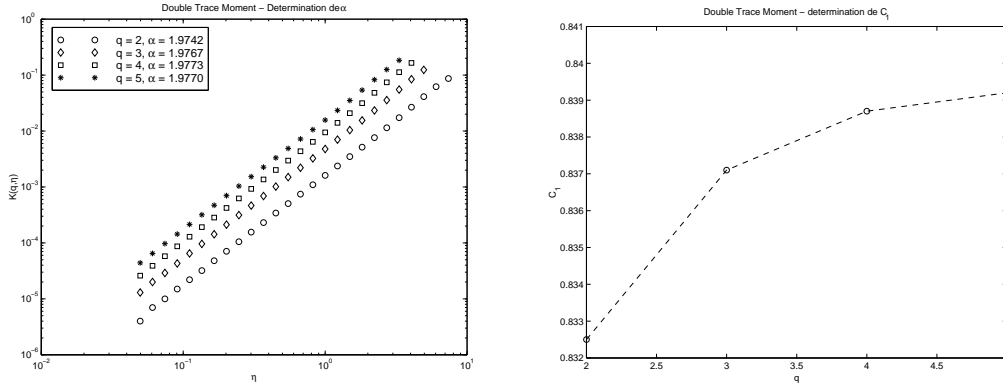 Double Trace Moment − Determination de α
q = 2, α = 1.9742
q = 3, α = 1.9767
q = 4, α = 1.9773
q = 5, α = 1.9770
K(q,η)
10^0
10^-1
10^-2
10^-3
10^-4
10^-5
10^-6
10^-2
10^-1
10^0
10^1
η
Double Trace Moment − determination de C_1
C_1
0.841
0.84
0.839
0.838
0.837
0.836
0.835
0.834
0.833
0.832
2
2.5
3
3.5
4
4.5
q